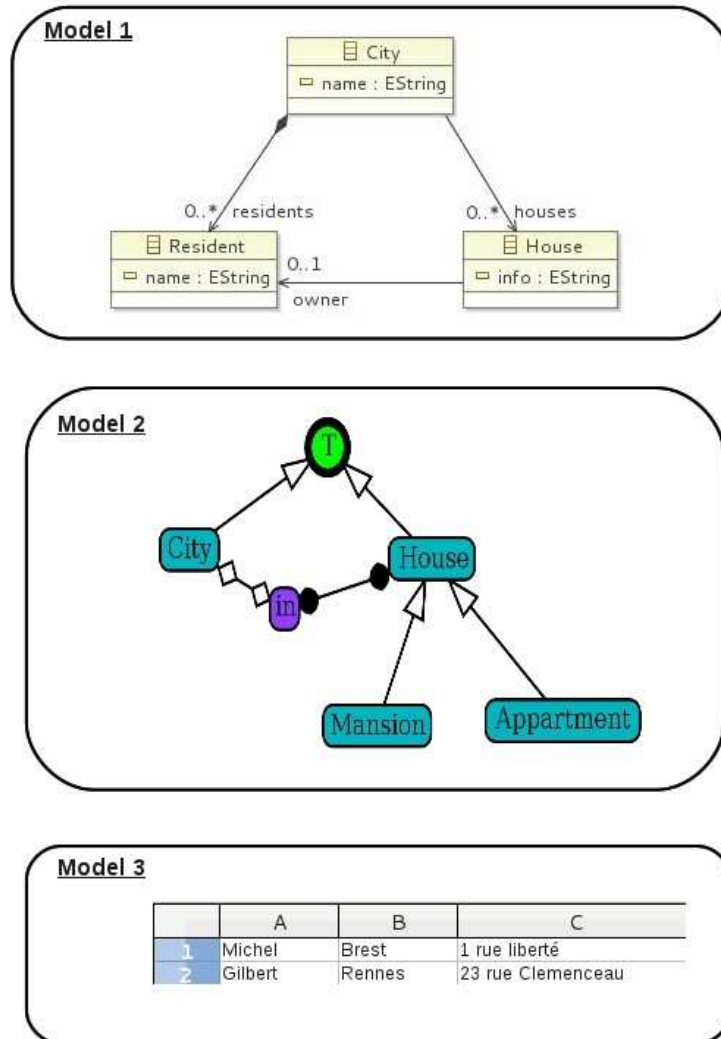 Model 1
City
name : EString
0..* residents
0..* houses
Resident
name : EString
0..1
owner
House
info : EString
Model 2
T
City
House
in
Mansion
Appartment
Model 3
A B C
1 Michel Brest 1 rue liberté
2 Gilbert Rennes 23 rue Clemenceau